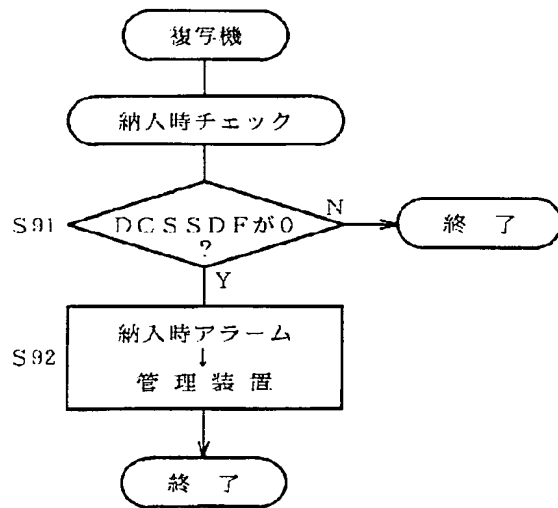 複写機
納入時チェック
S91
DCSSDFが0
?
N
終了
Y
S92
納入時アラーム
↓
管理装置
終了